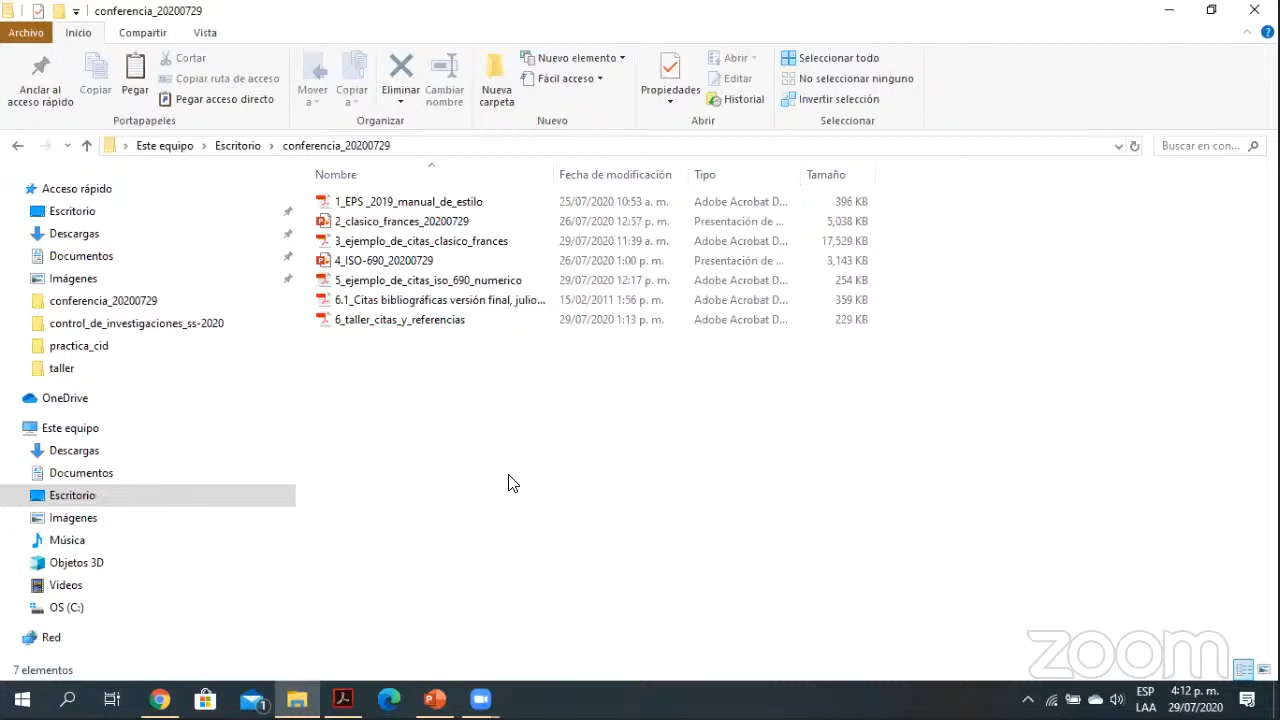 conferencia_20200729
Archivo Inicio Compartir Vista
Anclar al acceso rápido
Copiar
Pegar
Cortar
Copiar ruta de acceso
Pegar acceso directo
Portapapeles
Mover a
Copiar a
Eliminar
Cambiar nombre
Organizar
Nueva carpeta
Nuevo elemento
Fácil acceso
Nuevo
Propiedades
Abrir
Editar
Historial
Abrir
Seleccionar todo
No seleccionar ninguno
Invertir selección
Seleccionar
Este equipo > Escritorio > conferencia_20200729
Buscar en con...
Nombre Fecha de modificación Tipo Tamaño
1_EPS _2019_manual_de_estilo 25/07/2020 10:53 a. m. Adobe Acrobat D... 396 KB
2_clasico_frances_20200729 26/07/2020 12:57 p. m. Presentación de ... 5,038 KB
3_ejemplo_de_citas_clasico_frances 29/07/2020 11:39 a. m. Adobe Acrobat D... 17,529 KB
4_ISO-690_20200729 26/07/2020 1:00 p. m. Presentación de ... 3,143 KB
5_ejemplo_de_citas_iso_690_numerico 29/07/2020 12:17 p. m. Adobe Acrobat D... 254 KB
6.1_Citas bibliográficas versión final, julio... 15/02/2011 1:56 p. m. Adobe Acrobat D... 359 KB
6_taller_citas_y_referencias 29/07/2020 1:13 p. m. Adobe Acrobat D... 229 KB
Acceso rápido
Escritorio
Descargas
Documentos
Imágenes
conferencia_20200729
control_de_investigaciones_ss-2020
practica_cid
taller
OneDrive
Este equipo
Descargas
Documentos
Escritorio
Imágenes
Música
Objetos 3D
Videos
OS (C:)
Red
7 elementos
zoom
1
ESP
LAA
4:12 p. m.
29/07/2020